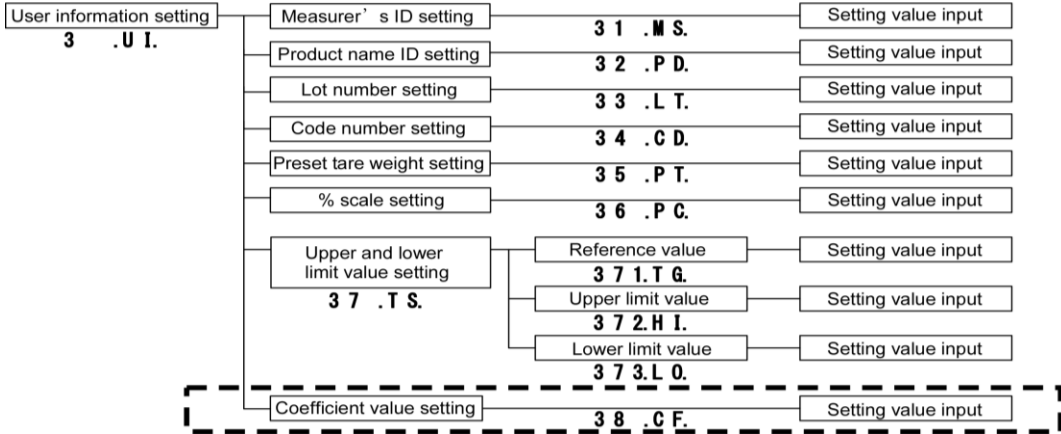 User information setting
3 .U I.
Measurer's ID setting
3 1 .M S.
Setting value input
Product name ID setting
3 2 .P D.
Setting value input
Lot number setting
3 3 .L T.
Setting value input
Code number setting
3 4 .C D.
Setting value input
Preset tare weight setting
3 5 .P T.
Setting value input
% scale setting
3 6 .P C.
Setting value input
Upper and lower
limit value setting
3 7 .T S.
Reference value
3 7 1.T G.
Setting value input
Upper limit value
3 7 2.H I.
Setting value input
Lower limit value
3 7 3.L O.
Setting value input
Coefficient value setting
3 8 .C F.
Setting value input